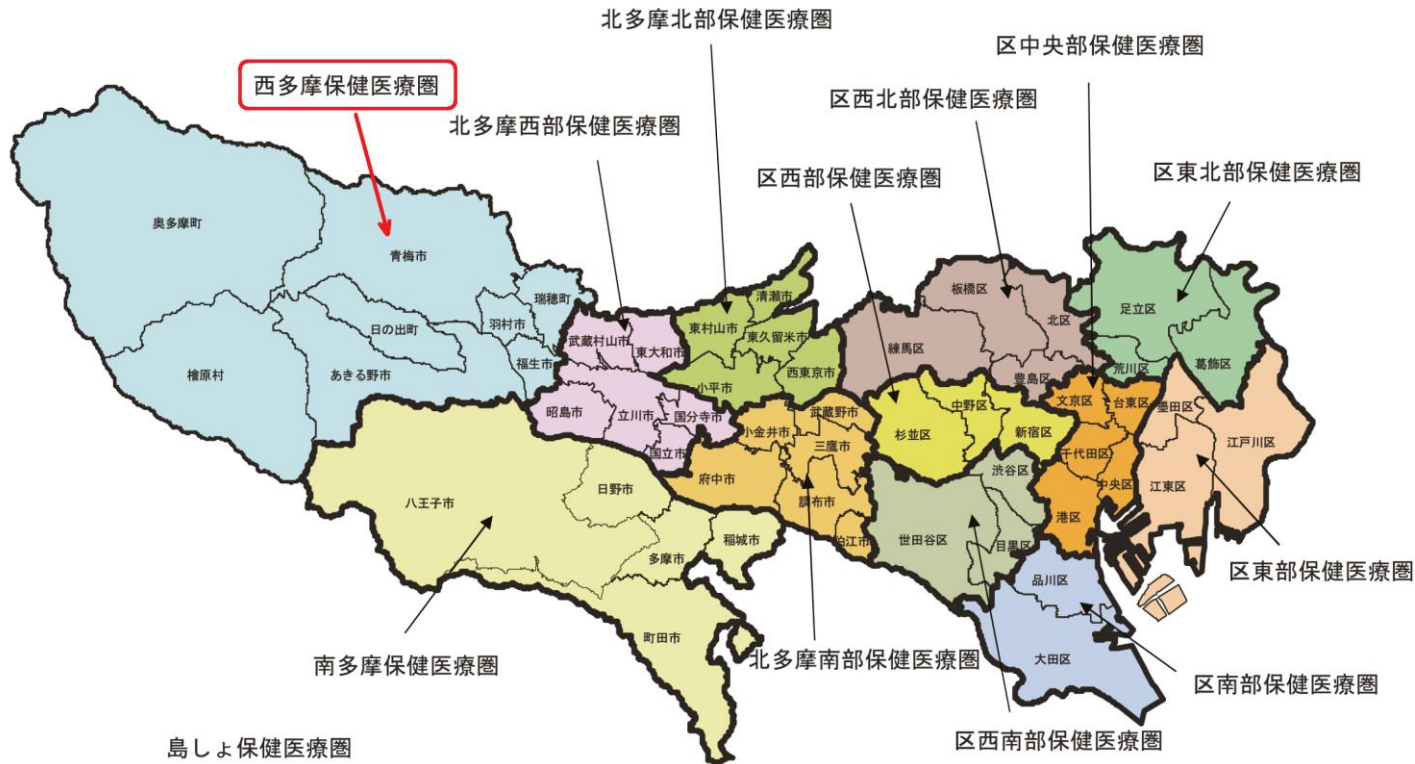 北多摩北部保健医療圏
区中央部保健医療圏
西多摩保健医療圏
区西北部保健医療圏
北多摩西部保健医療圏
区西部保健医療圏
区東北部保健医療圏
奥多摩町
青梅市
瑞穂町
羽村市
日の出町
福生市
檜原村
あきる野市
武蔵村山市
東大和市
昭島市
立川市
国分寺市
国立市
清瀬市
東村山市
東久留米市
小平市
西東京市
板橋区
北区
練馬区
豊島区
足立区
荒川区
葛飾区
杉並区
中野区
新宿区
文京区
台東区
千代田区
中央区
港区
墨田区
江東区
江戸川区
武蔵野市
小金井市
三鷹市
府中市
調布市
狛江市
渋谷区
世田谷区
目黒区
品川区
大田区
八王子市
日野市
多摩市
稲城市
町田市
区東部保健医療圏
南多摩保健医療圏
北多摩南部保健医療圏
区南部保健医療圏
区西南部保健医療圏
島しょ保健医療圏